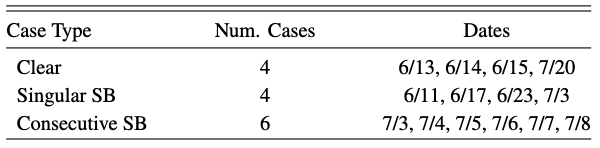 Case Type Num. Cases Dates
Clear 4 6/13, 6/14, 6/15, 7/20
Singular SB 4 6/11, 6/17, 6/23, 7/3
Consecutive SB 6 7/3, 7/4, 7/5, 7/6, 7/7, 7/8